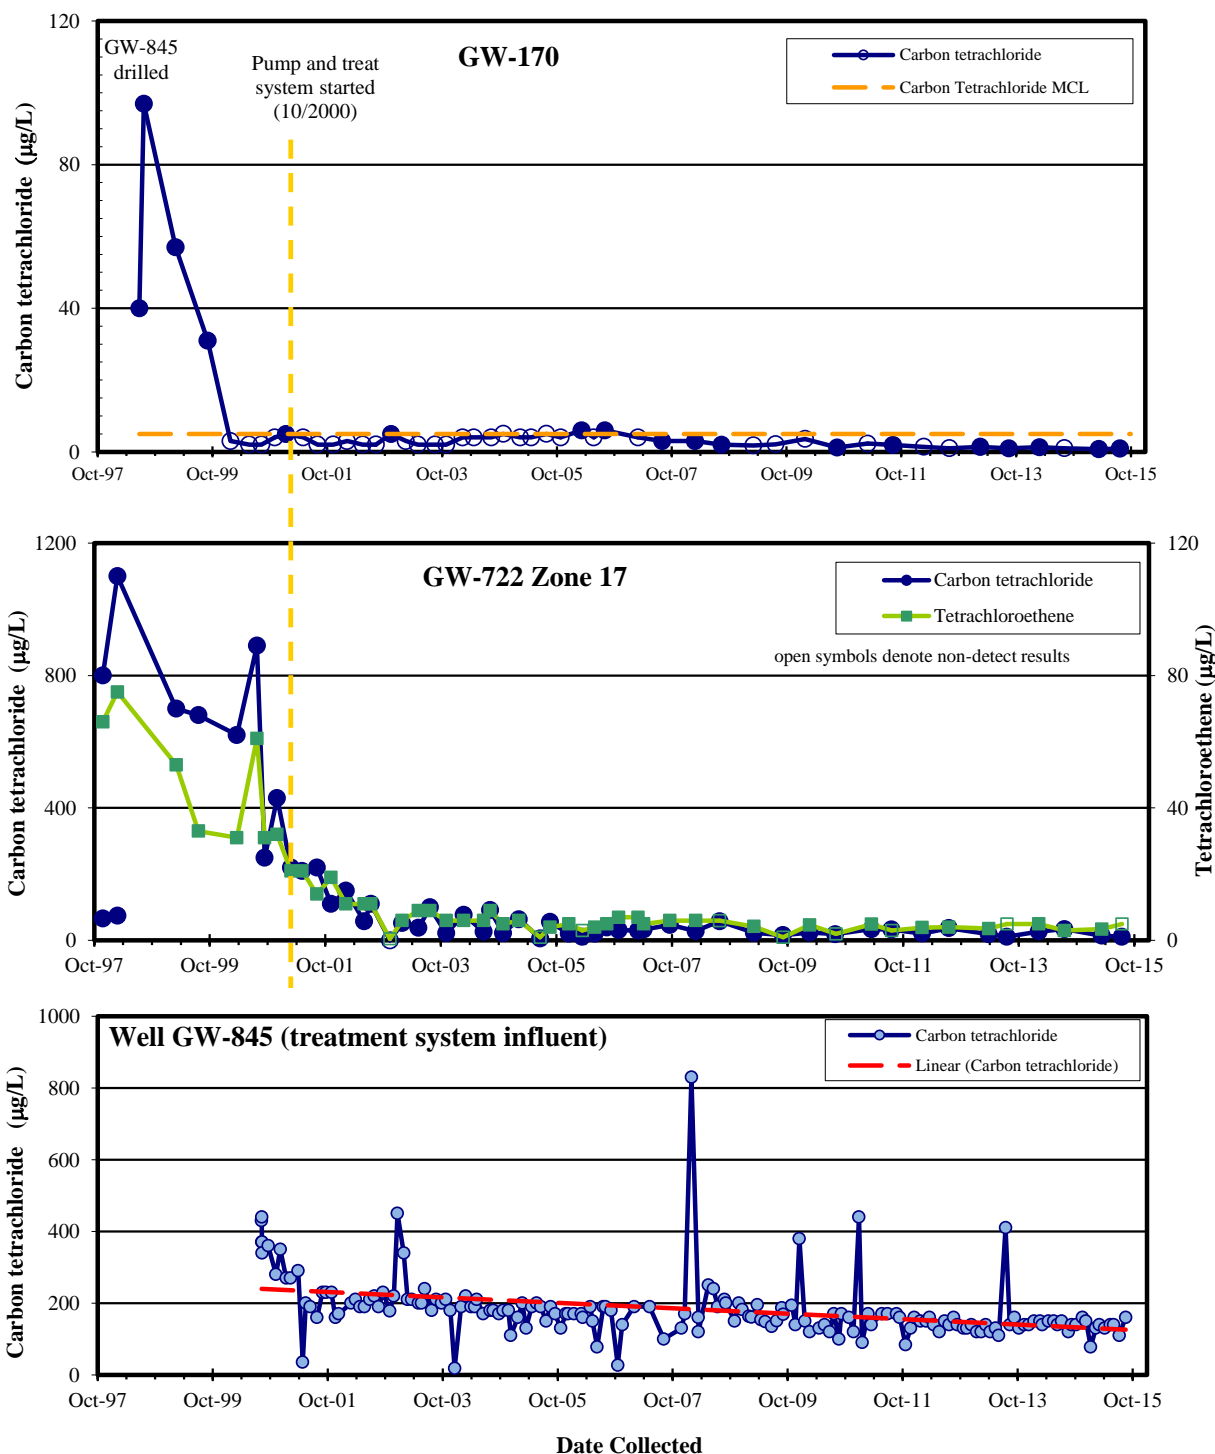 120
80
40
0
Carbon tetrachloride (µg/L)
GW-845
drilled
Pump and treat
system started
(10/2000)
GW-170
Carbon tetrachloride
Carbon Tetrachloride MCL
Oct-97 Oct-99 Oct-01 Oct-03 Oct-05 Oct-07 Oct-09 Oct-11 Oct-13 Oct-15
1200
800
400
0
Carbon tetrachloride (µg/L)
GW-722 Zone 17
Carbon tetrachloride
Tetrachloroethene
open symbols denote non-detect results
120
80
40
0
Tetrachloroethene (µg/L)
Oct-97 Oct-99 Oct-01 Oct-03 Oct-05 Oct-07 Oct-09 Oct-11 Oct-13 Oct-15
1000
800
600
400
200
0
Carbon tetrachloride (µg/L)
Well GW-845 (treatment system influent)
Carbon tetrachloride
Linear (Carbon tetrachloride)
Oct-97 Oct-99 Oct-01 Oct-03 Oct-05 Oct-07 Oct-09 Oct-11 Oct-13 Oct-15
Date Collected